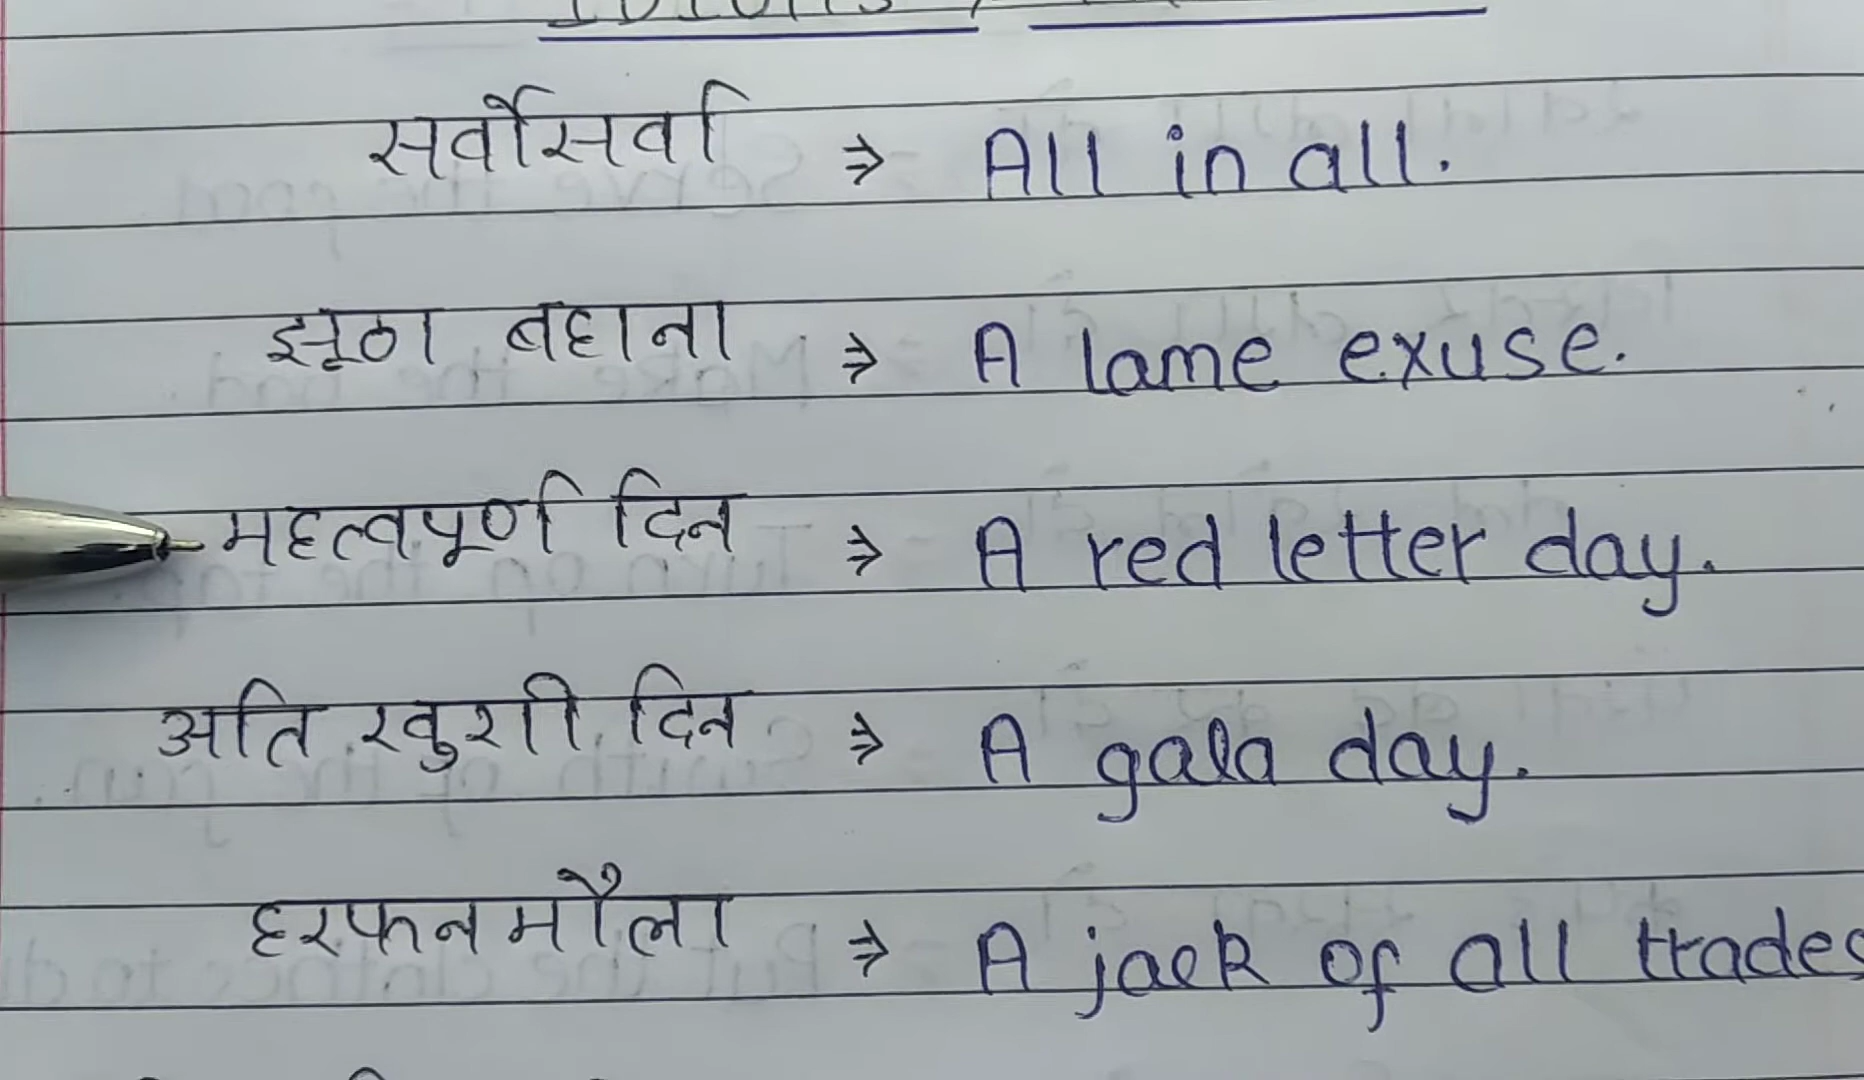 सर्वोसर्वा ⇒ All in all.
झूठा बहाना ⇒ A lame exuse.
महत्वपूर्ण दिन ⇒ A red letter day.
अति खुशी दिन ⇒ A gala day.
हरफनमौला ⇒ A jack of all trades